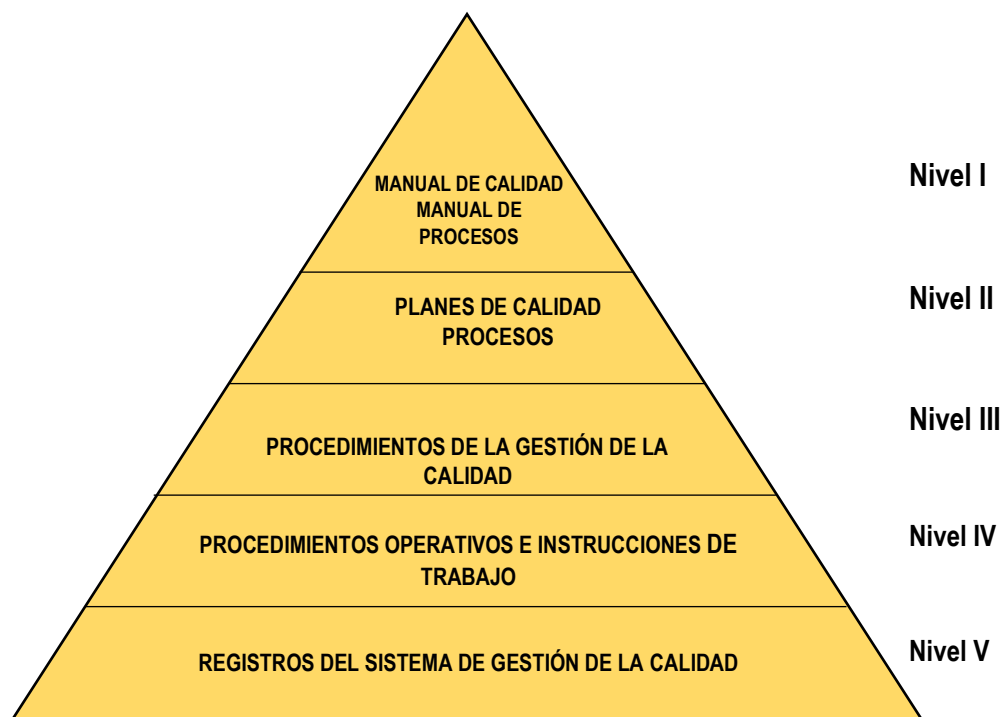 MANUAL DE CALIDAD
MANUAL DE
PROCESOS
Nivel I
PLANES DE CALIDAD
PROCESOS
Nivel II
PROCEDIMIENTOS DE LA GESTIÓN DE LA
CALIDAD
Nivel III
PROCEDIMIENTOS OPERATIVOS E INSTRUCCIONES DE
TRABAJO
Nivel IV
REGISTROS DEL SISTEMA DE GESTIÓN DE LA CALIDAD
Nivel V